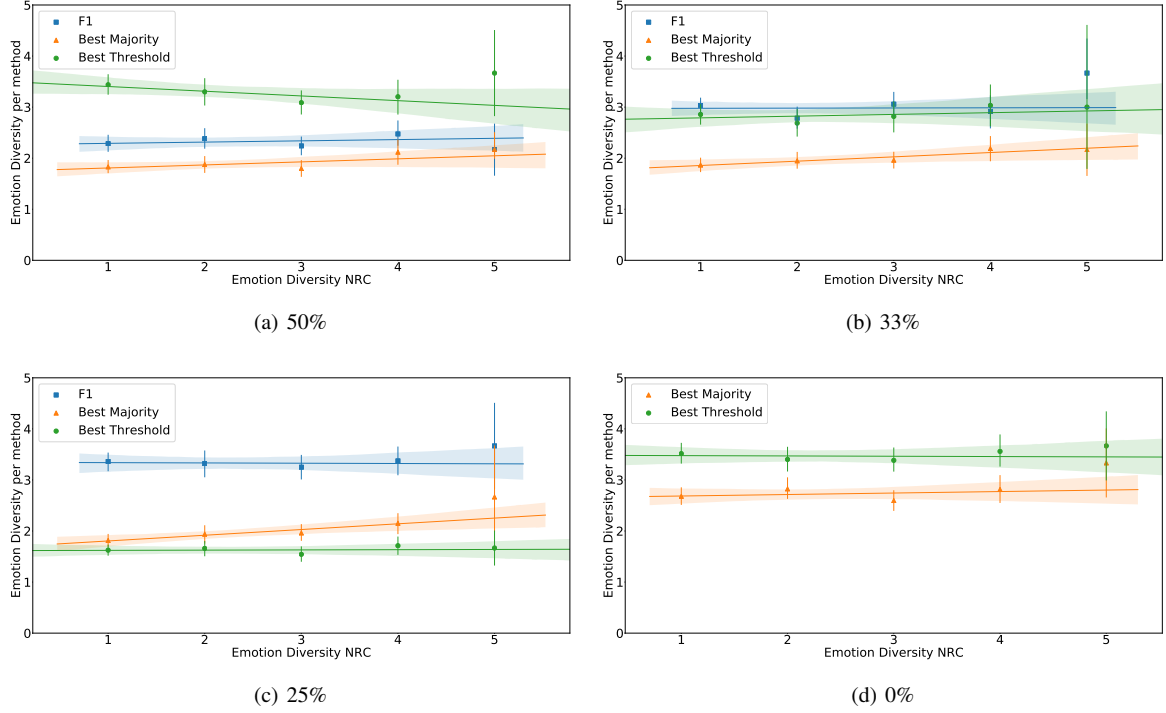 5
4
3
2
1
0
Emotion Diversity per method
F1
Best Majority
Best Threshold
1 2 3 4 5
Emotion Diversity NRC
(a) 50%
5
4
3
2
1
0
Emotion Diversity per method
F1
Best Majority
Best Threshold
1 2 3 4 5
Emotion Diversity NRC
(b) 33%
5
4
3
2
1
0
Emotion Diversity per method
F1
Best Majority
Best Threshold
1 2 3 4 5
Emotion Diversity NRC
(c) 25%
5
4
3
2
1
0
Emotion Diversity per method
Best Majority
Best Threshold
1 2 3 4 5
Emotion Diversity NRC
(d) 0%